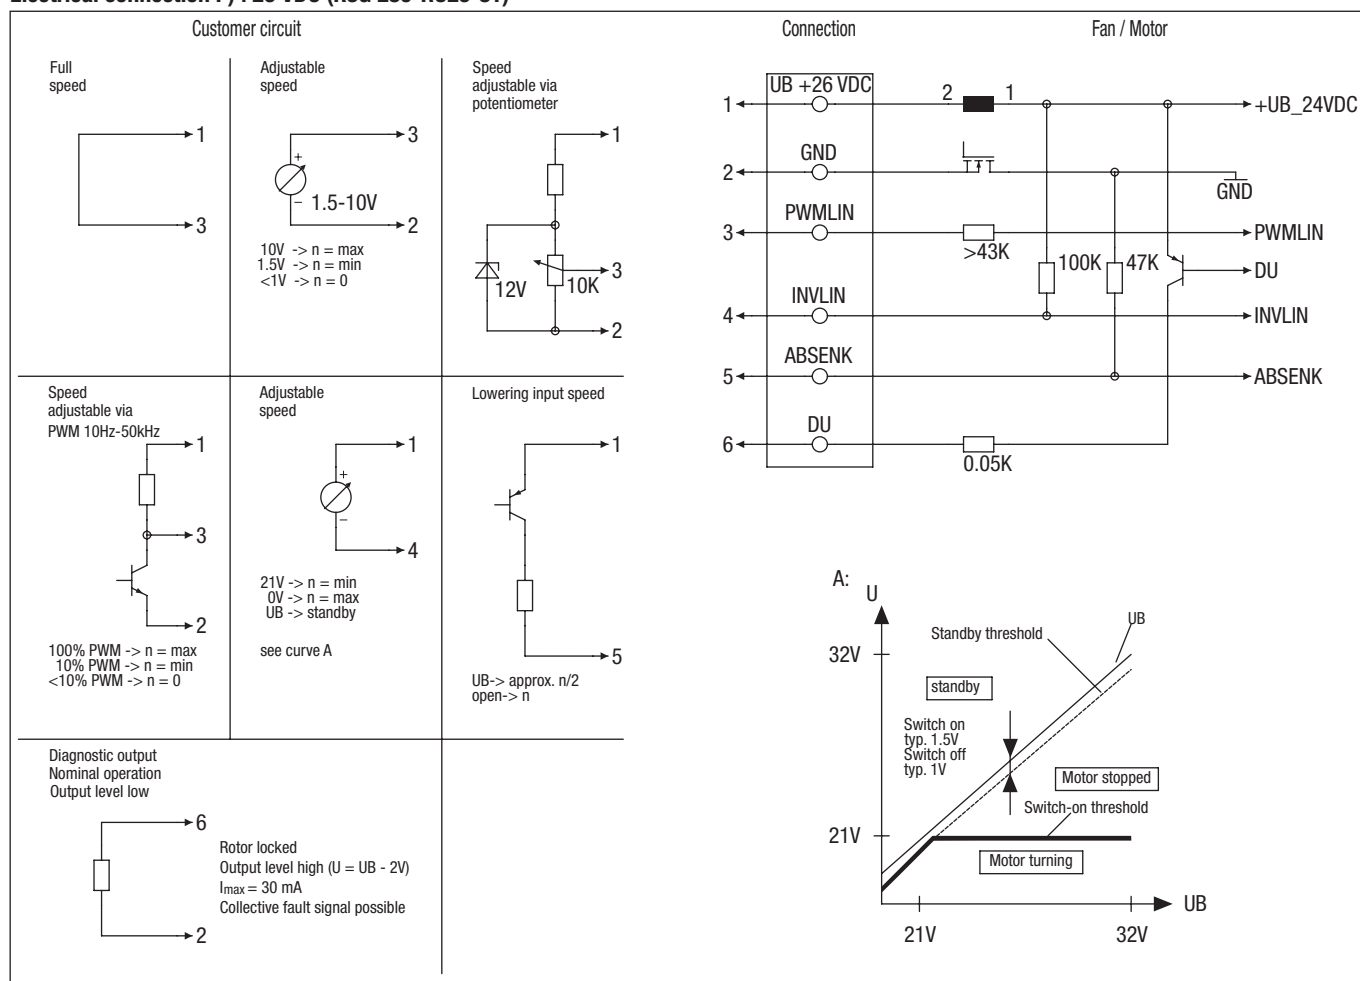 Customer circuit
Connection
Fan / Motor
Full
speed
1
3
Adjustable
speed
3
+
– 1.5-10V
2
10V -> n = max
1.5V -> n = min
<1V -> n = 0
Speed
adjustable via
potentiometer
1
12V
10K
3
2
Speed
adjustable via
PWM 10Hz-50kHz
1
3
2
100% PWM -> n = max
10% PWM -> n = min
<10% PWM -> n = 0
Adjustable
speed
1
+
–
4
21V -> n = min
0V -> n = max
UB -> standby
see curve A
Lowering input speed
1
5
UB-> approx. n/2
open-> n
Diagnostic output
Nominal operation
Output level low
6
Rotor locked
Output level high (U = UB - 2V)
Imax = 30 mA
Collective fault signal possible
2
1 UB +26 VDC 2 1 +UB_24VDC
2 GND GND
3 PWMLIN >43K PWMLIN
100K 47K DU
4 INVLIN INVLIN
5 ABSENK ABSENK
6 DU 0.05K
A:
U
Standby threshold
UB
32V
standby
Switch on
typ. 1.5V
Switch off
typ. 1V
Motor stopped
Switch-on threshold
21V
Motor turning
UB
21V
32V